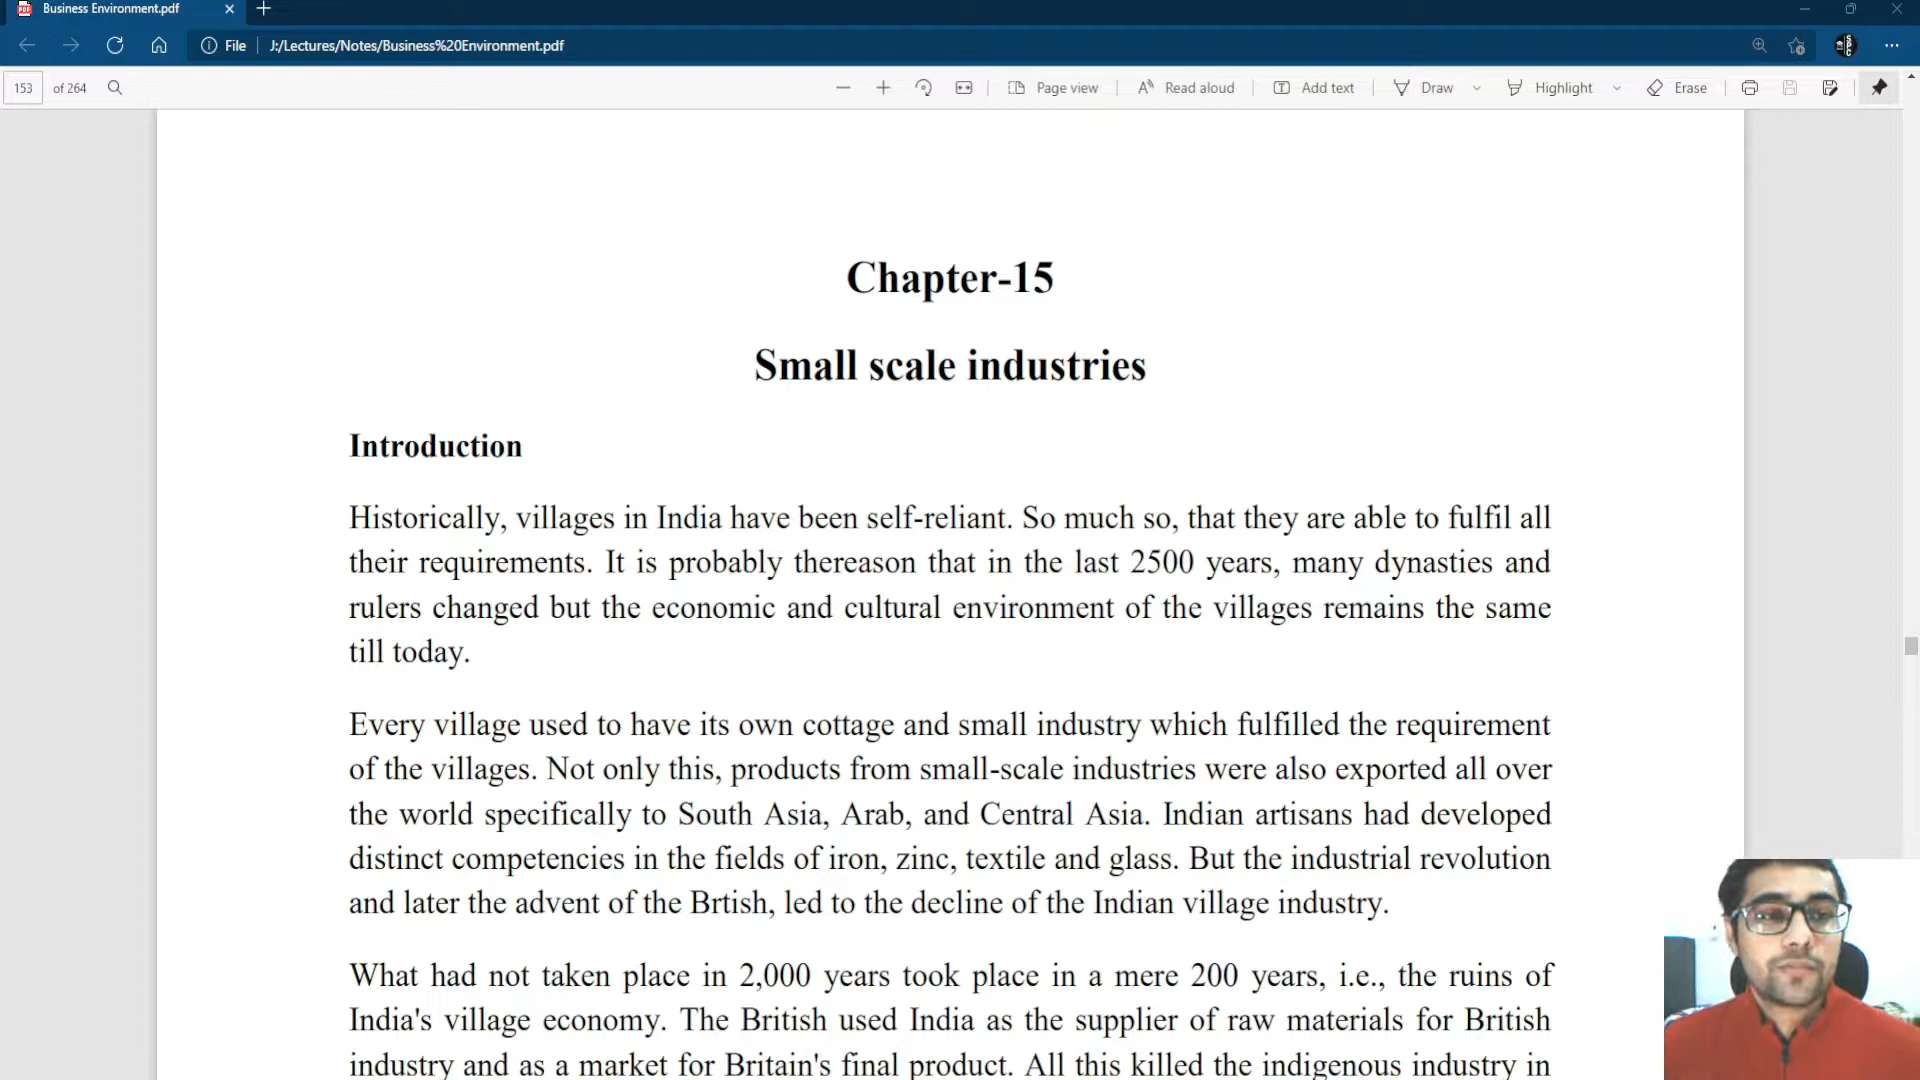 Business Environment.pdf
File J:/Lectures/Notes/Business%20Environment.pdf
153 of 264 Page view Read aloud Add text Draw Highlight Erase
Chapter-15
Small scale industries
Introduction
Historically, villages in India have been self-reliant. So much so, that they are able to fulfil all
their requirements. It is probably thereason that in the last 2500 years, many dynasties and
rulers changed but the economic and cultural environment of the villages remains the same
till today.
Every village used to have its own cottage and small industry which fulfilled the requirement
of the villages. Not only this, products from small-scale industries were also exported all over
the world specifically to South Asia, Arab, and Central Asia. Indian artisans had developed
distinct competencies in the fields of iron, zinc, textile and glass. But the industrial revolution
and later the advent of the Brtish, led to the decline of the Indian village industry.
What had not taken place in 2,000 years took place in a mere 200 years, i.e., the ruins of
India's village economy. The British used India as the supplier of raw materials for British
industry and as a market for Britain's final product. All this killed the indigenous industry in